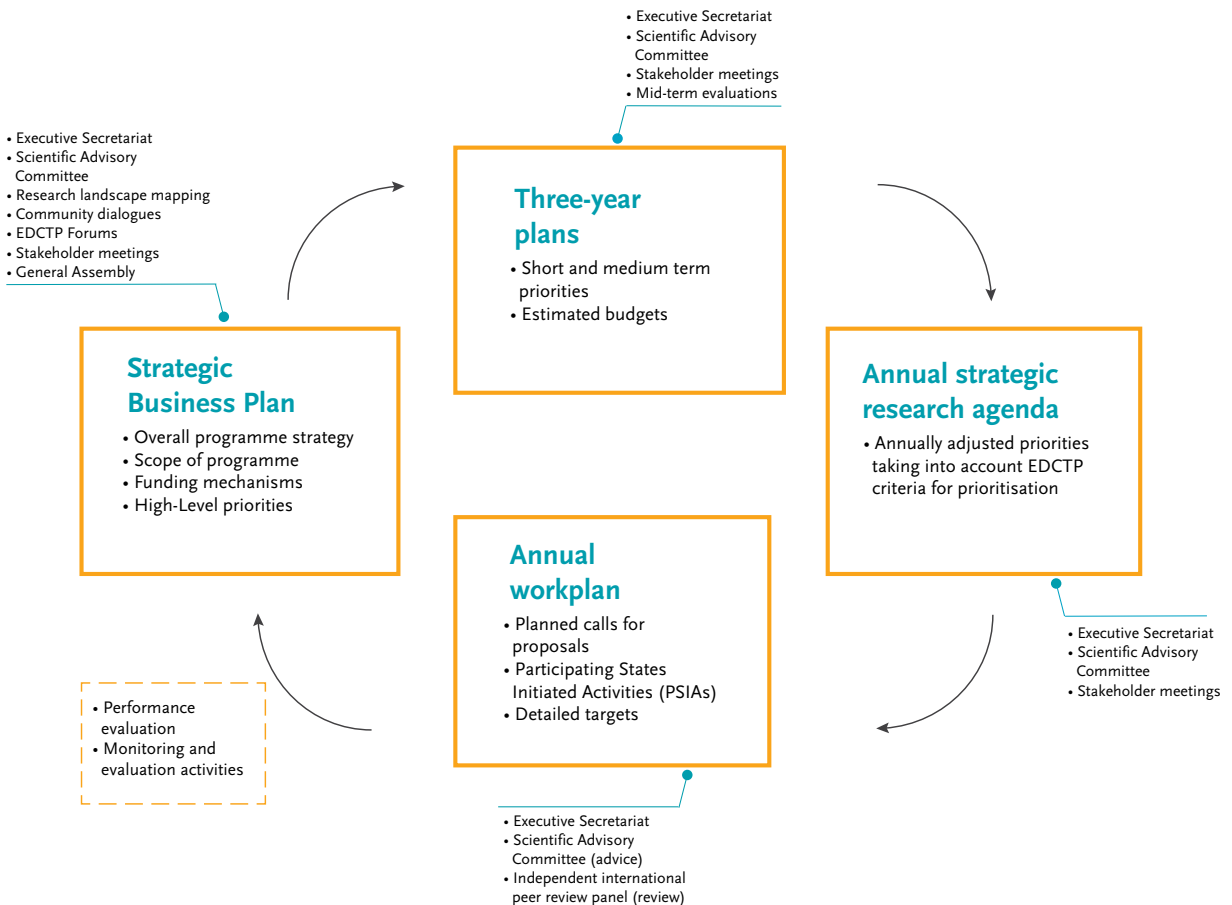 • Executive Secretariat
• Scientific Advisory
Committee
• Stakeholder meetings
• Mid-term evaluations
• Executive Secretariat
• Scientific Advisory
Committee
• Research landscape mapping
• Community dialogues
• EDCTP Forums
• Stakeholder meetings
• General Assembly
Three-year
plans
• Short and medium term
priorities
• Estimated budgets
Strategic
Business Plan
• Overall programme strategy
• Scope of programme
• Funding mechanisms
• High-Level priorities
Annual strategic
research agenda
• Annually adjusted priorities
taking into account EDCTP
criteria for prioritisation
Annual
workplan
• Planned calls for
proposals
• Participating States
Initiated Activities (PSIAs)
• Detailed targets
• Executive Secretariat
• Scientific Advisory
Committee
• Stakeholder meetings
• Performance
evaluation
• Monitoring and
evaluation activities
• Executive Secretariat
• Scientific Advisory
Committee (advice)
• Independent international
peer review panel (review)